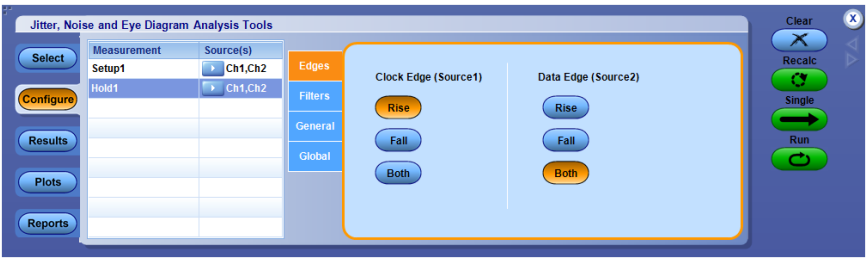 Jitter, Noise and Eye Diagram Analysis Tools
Clear
Select
Measurement Source(s)
Setup1 Ch1,Ch2
Hold1 Ch1,Ch2
Edges
Filters
General
Global
Clock Edge (Source1)
Rise
Fall
Both
Data Edge (Source2)
Rise
Fall
Both
Configure
Results
Plots
Reports
Recalc
Single
Run
X